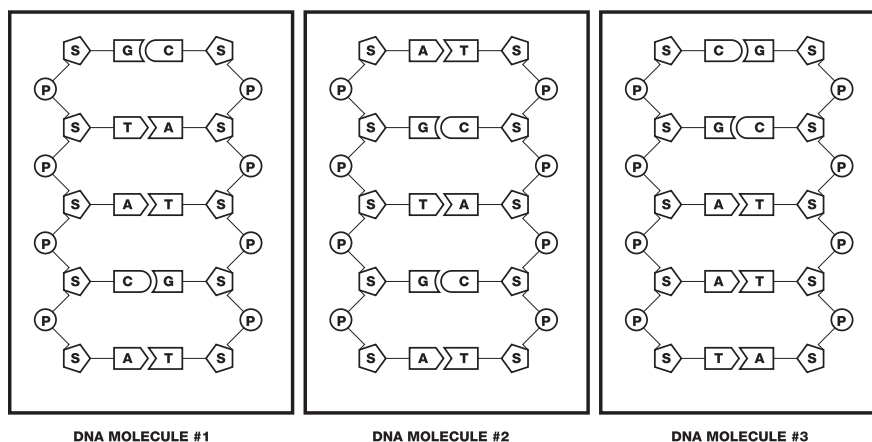 S G C S S A T S S C G S
P P P P P P
S T A S S G C S S G C S
P P P P P P
S A T S S T A S S A T S
P P P P P P
S C G S S G C S S A T S
P P P P P P
S A T S S A T S S T A S
DNA MOLECULE #1 DNA MOLECULE #2 DNA MOLECULE #3